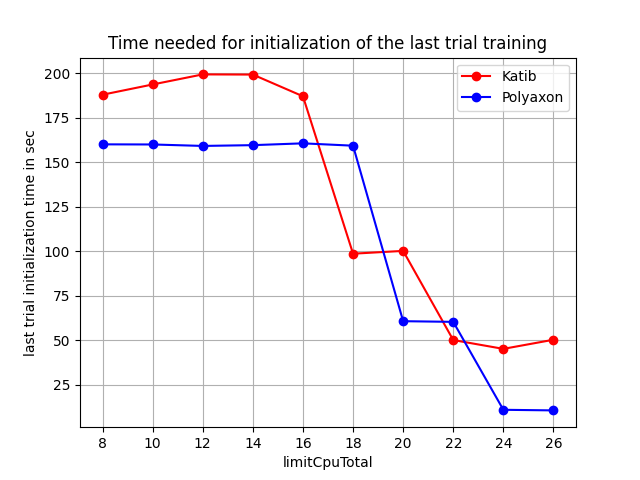 Time needed for initialization of the last trial training
Katib
Polyaxon
last trial initialization time in sec
200
175
150
125
100
75
50
25
8 10 12 14 16 18 20 22 24 26
limitCpuTotal